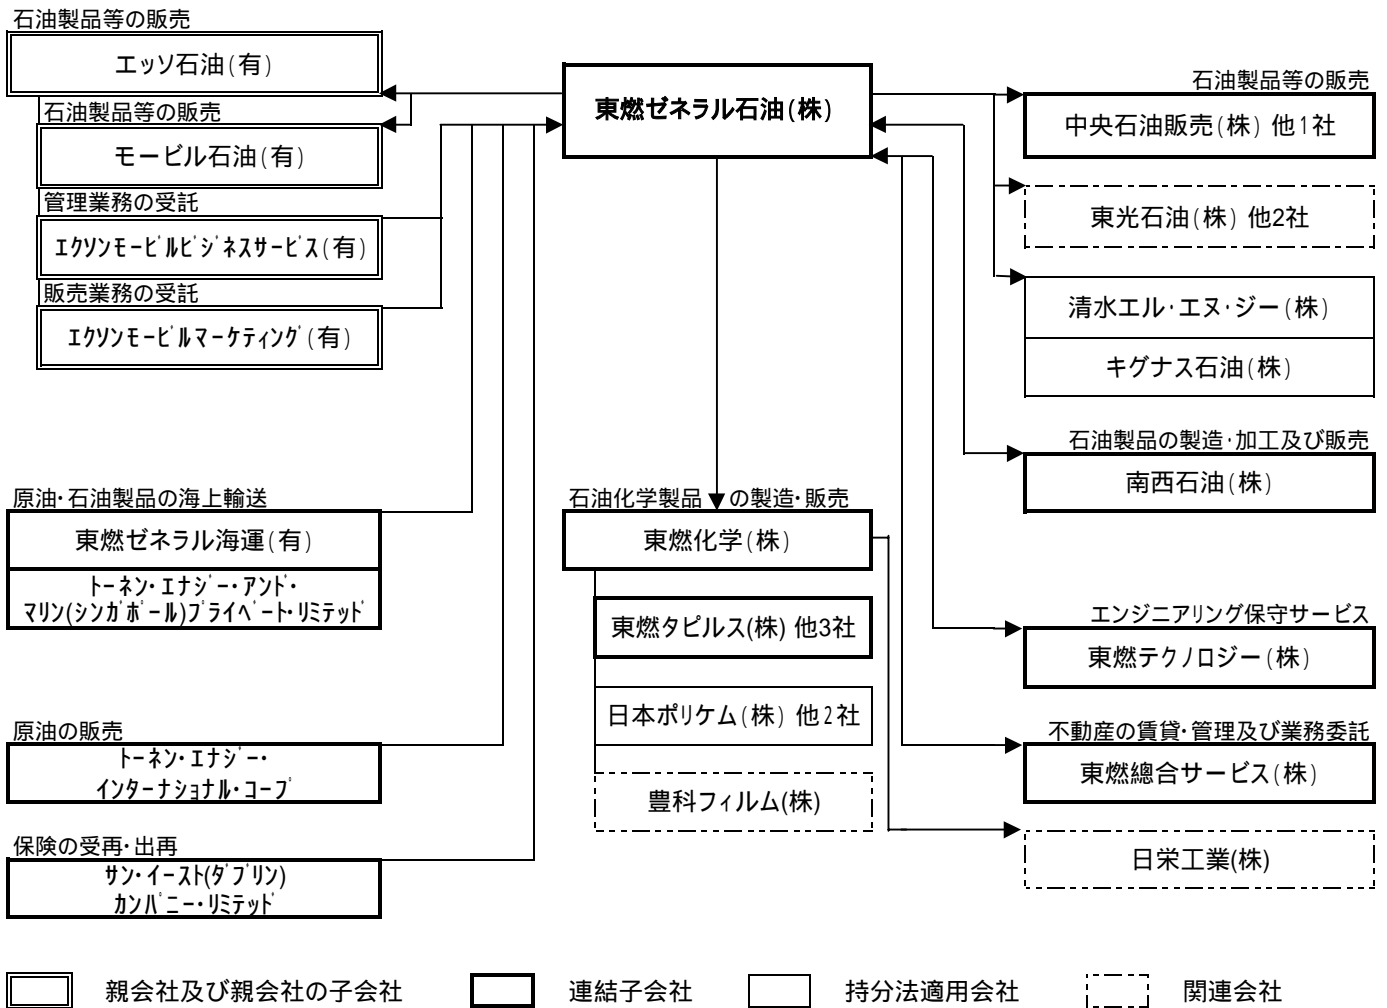 石油製品等の販売
エッソ石油(有)
石油製品等の販売
モービル石油(有)
管理業務の受託
ｴｸｿﾝﾓｰﾋﾞﾙﾋﾞｼﾞﾈｽｻｰﾋﾞｽ(有)
販売業務の受託
ｴｸｿﾝﾓｰﾋﾞﾙﾏｰｹﾃｨﾝｸﾞ(有)
原油･石油製品の海上輸送
東燃ゼネラル海運(有)
ﾄｰﾈﾝ･ｴﾅｼﾞｰ･ｱﾝﾄﾞ･
ﾏﾘﾝ(ｼﾝｶﾞﾎﾟｰﾙ)ﾌﾟﾗｲﾍﾞｰﾄ･ﾘﾐﾃｯﾄﾞ
原油の販売
ﾄｰﾈﾝ･ｴﾅｼﾞｰ･
ｲﾝﾀｰﾅｼｮﾅﾙ･ｺｰﾌﾟ
保険の受再･出再
ｻﾝ･ｲｰｽﾄ(ﾀﾞﾌﾞﾘﾝ)
ｶﾝﾊﾟﾆｰ･ﾘﾐﾃｯﾄﾞ
東燃ゼネラル石油(株)
石油化学製品の製造･販売
東燃化学(株)
東燃タピルス(株) 他3社
日本ポリケム(株) 他2社
豊科フィルム(株)
石油製品等の販売
中央石油販売(株) 他1社
東光石油(株) 他2社
清水エル･エヌ･ジー(株)
キグナス石油(株)
石油製品の製造･加工及び販売
南西石油(株)
エンジニアリング保守サービス
東燃テクノロジー(株)
不動産の賃貸･管理及び業務委託
東燃總合サービス(株)
日栄工業(株)
親会社及び親会社の子会社
連結子会社
持分法適用会社
関連会社